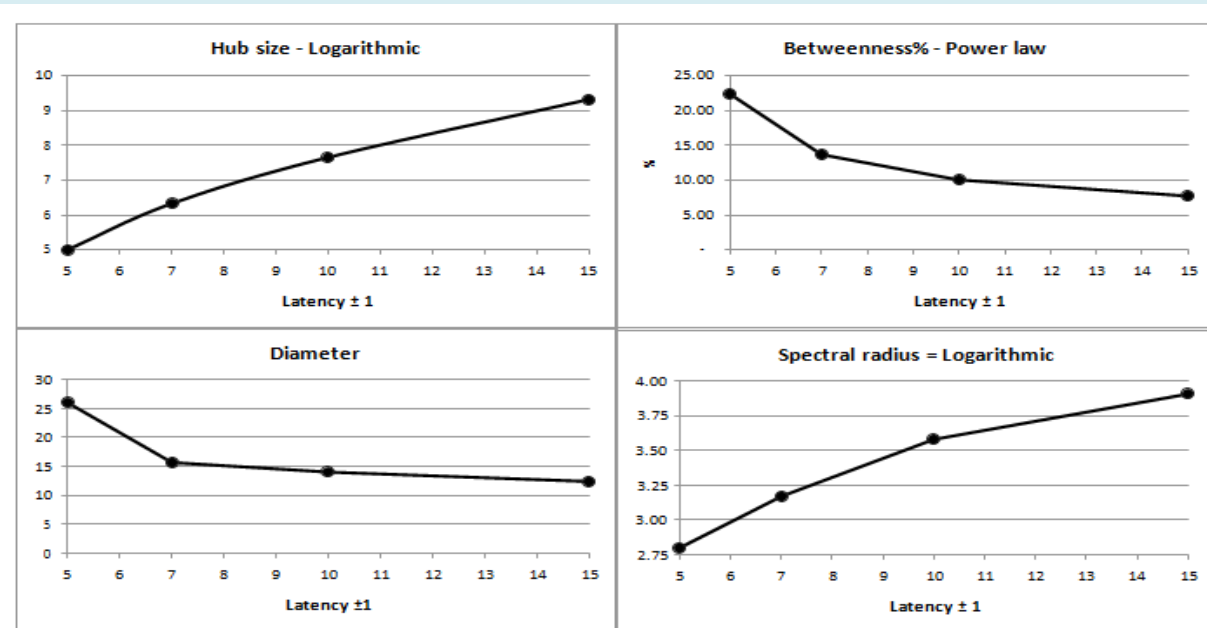 Hub size - Logarithmic
10
9
8
7
6
5
5 6 7 8 9 10 11 12 13 14 15
Latency ± 1
Betweenness% - Power law
25.00
20.00
15.00
10.00
5.00
-
%
5 6 7 8 9 10 11 12 13 14 15
Latency ± 1
Diameter
30
25
20
15
10
5
0
5 6 7 8 9 10 11 12 13 14 15
Latency ±1
Spectral radius = Logarithmic
4.00
3.75
3.50
3.25
3.00
2.75
5 6 7 8 9 10 11 12 13 14 15
Latency ± 1